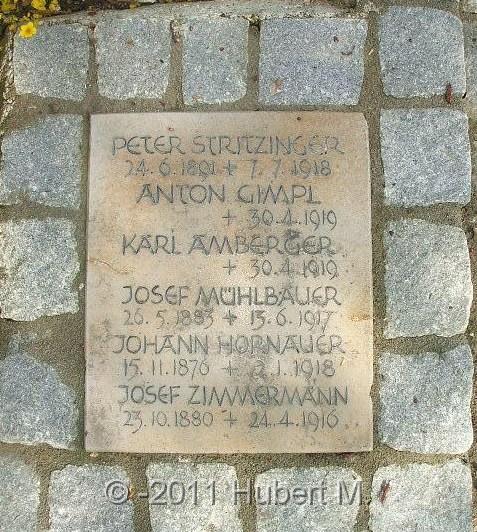 PETER STRITZINGER
24.6.1891 + 7.7.1918
ANTON GIMPL
+ 30.4.1919
KARL AMBERGER
+ 30.4.1919
JOSEF MÜHLBAUER
26.5.1883 + 13.6.1917
JOHANN HORNAUER
15.11.1876 + 2.1.1918
JOSEF ZIMMERMANN
23.10.1880 + 24.4.1916
© -2011 Hubert M.